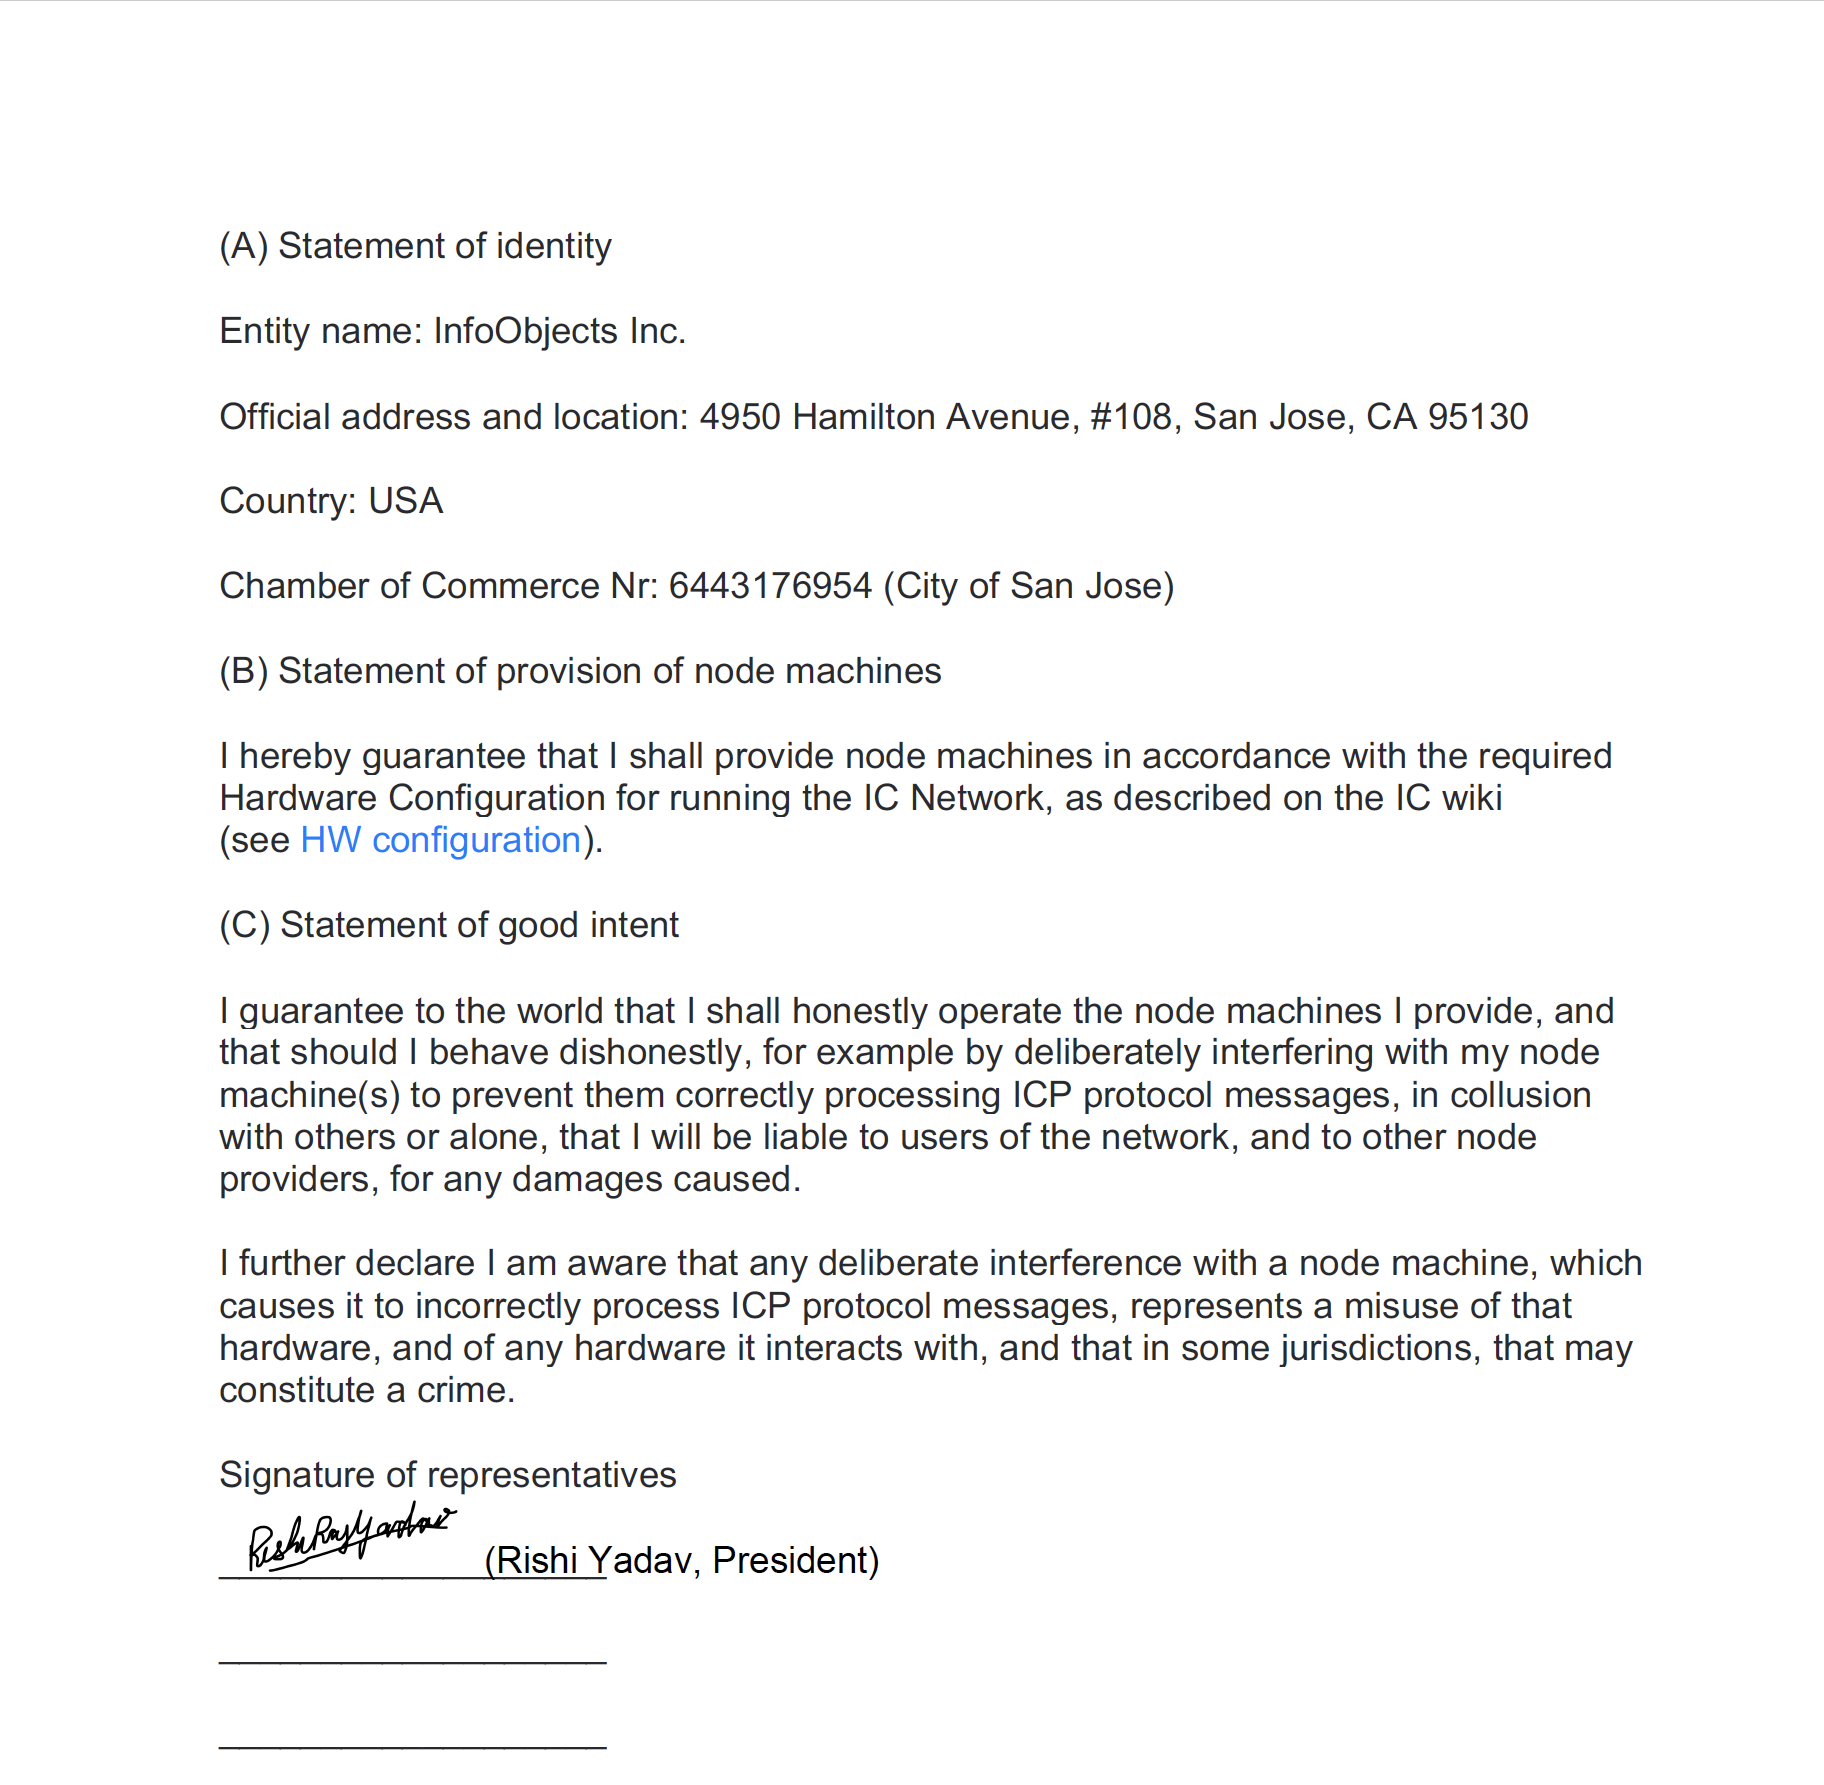 (A) Statement of identity
Entity name: InfoObjects Inc.
Official address and location: 4950 Hamilton Avenue, #108, San Jose, CA 95130
Country: USA
Chamber of Commerce Nr: 6443176954 (City of San Jose)
(B) Statement of provision of node machines
I hereby guarantee that I shall provide node machines in accordance with the required
Hardware Configuration for running the IC Network, as described on the IC wiki
(see HW configuration).
(C) Statement of good intent
I guarantee to the world that I shall honestly operate the node machines I provide, and
that should I behave dishonestly, for example by deliberately interfering with my node
machine(s) to prevent them correctly processing ICP protocol messages, in collusion
with others or alone, that I will be liable to users of the network, and to other node
providers, for any damages caused.
I further declare I am aware that any deliberate interference with a node machine, which
causes it to incorrectly process ICP protocol messages, represents a misuse of that
hardware, and of any hardware it interacts with, and that in some jurisdictions, that may
constitute a crime.
Signature of representatives
Rishi Raj Yadav (Rishi Yadav, President)